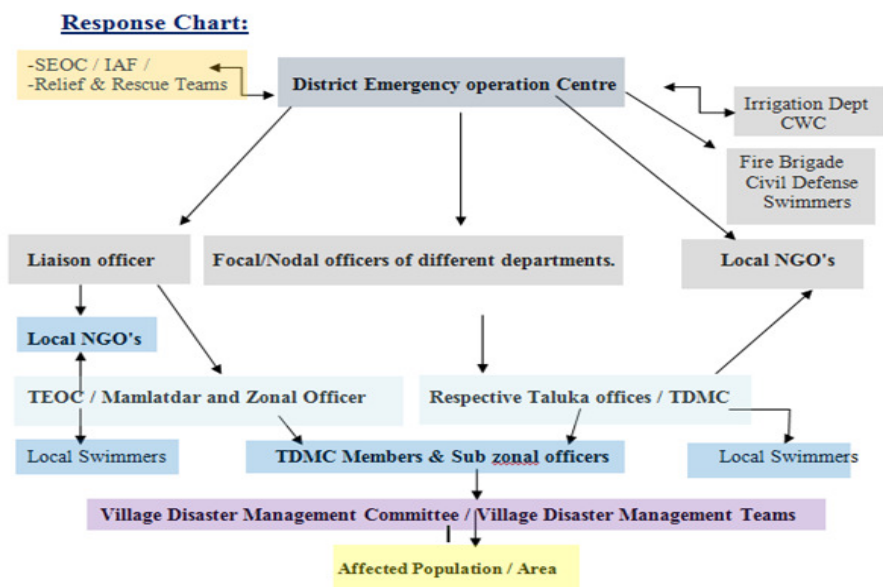 Response Chart:
-SEOC / IAF /
-Relief & Rescue Teams
District Emergency operation Centre
Irrigation Dept
CWC
Fire Brigade
Civil Defense
Swimmers
Liaison officer
Focal/Nodal officers of different departments.
Local NGO's
Local NGO's
TEOC / Mamlatdar and Zonal Officer
Respective Taluka offices / TDMC
Local Swimmers
TDMC Members & Sub zonal officers
Local Swimmers
Village Disaster Management Committee / Village Disaster Management Teams
Affected Population / Area